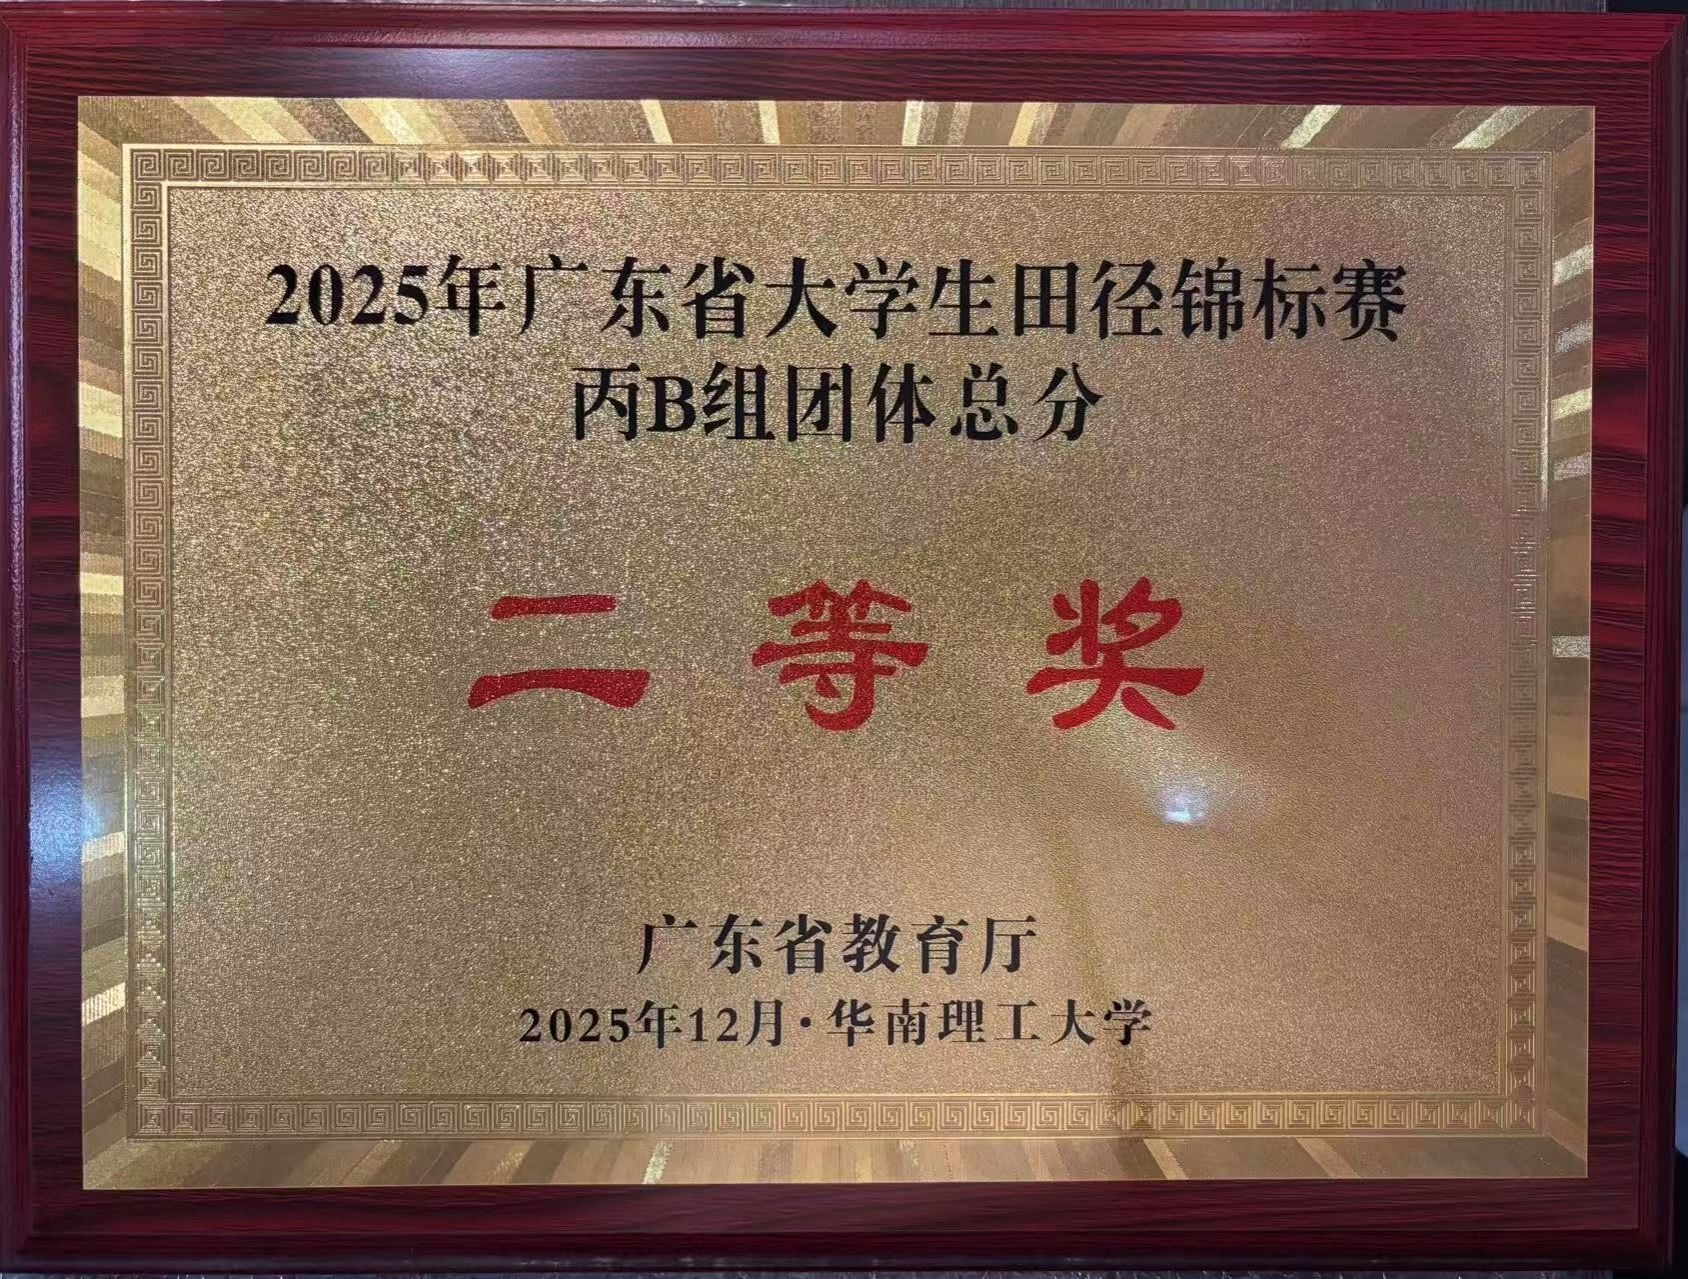 2025年广东省大学生田径锦标赛
丙B组团体总分
二等奖
广东省教育厅
2025年12月·华南理工大学